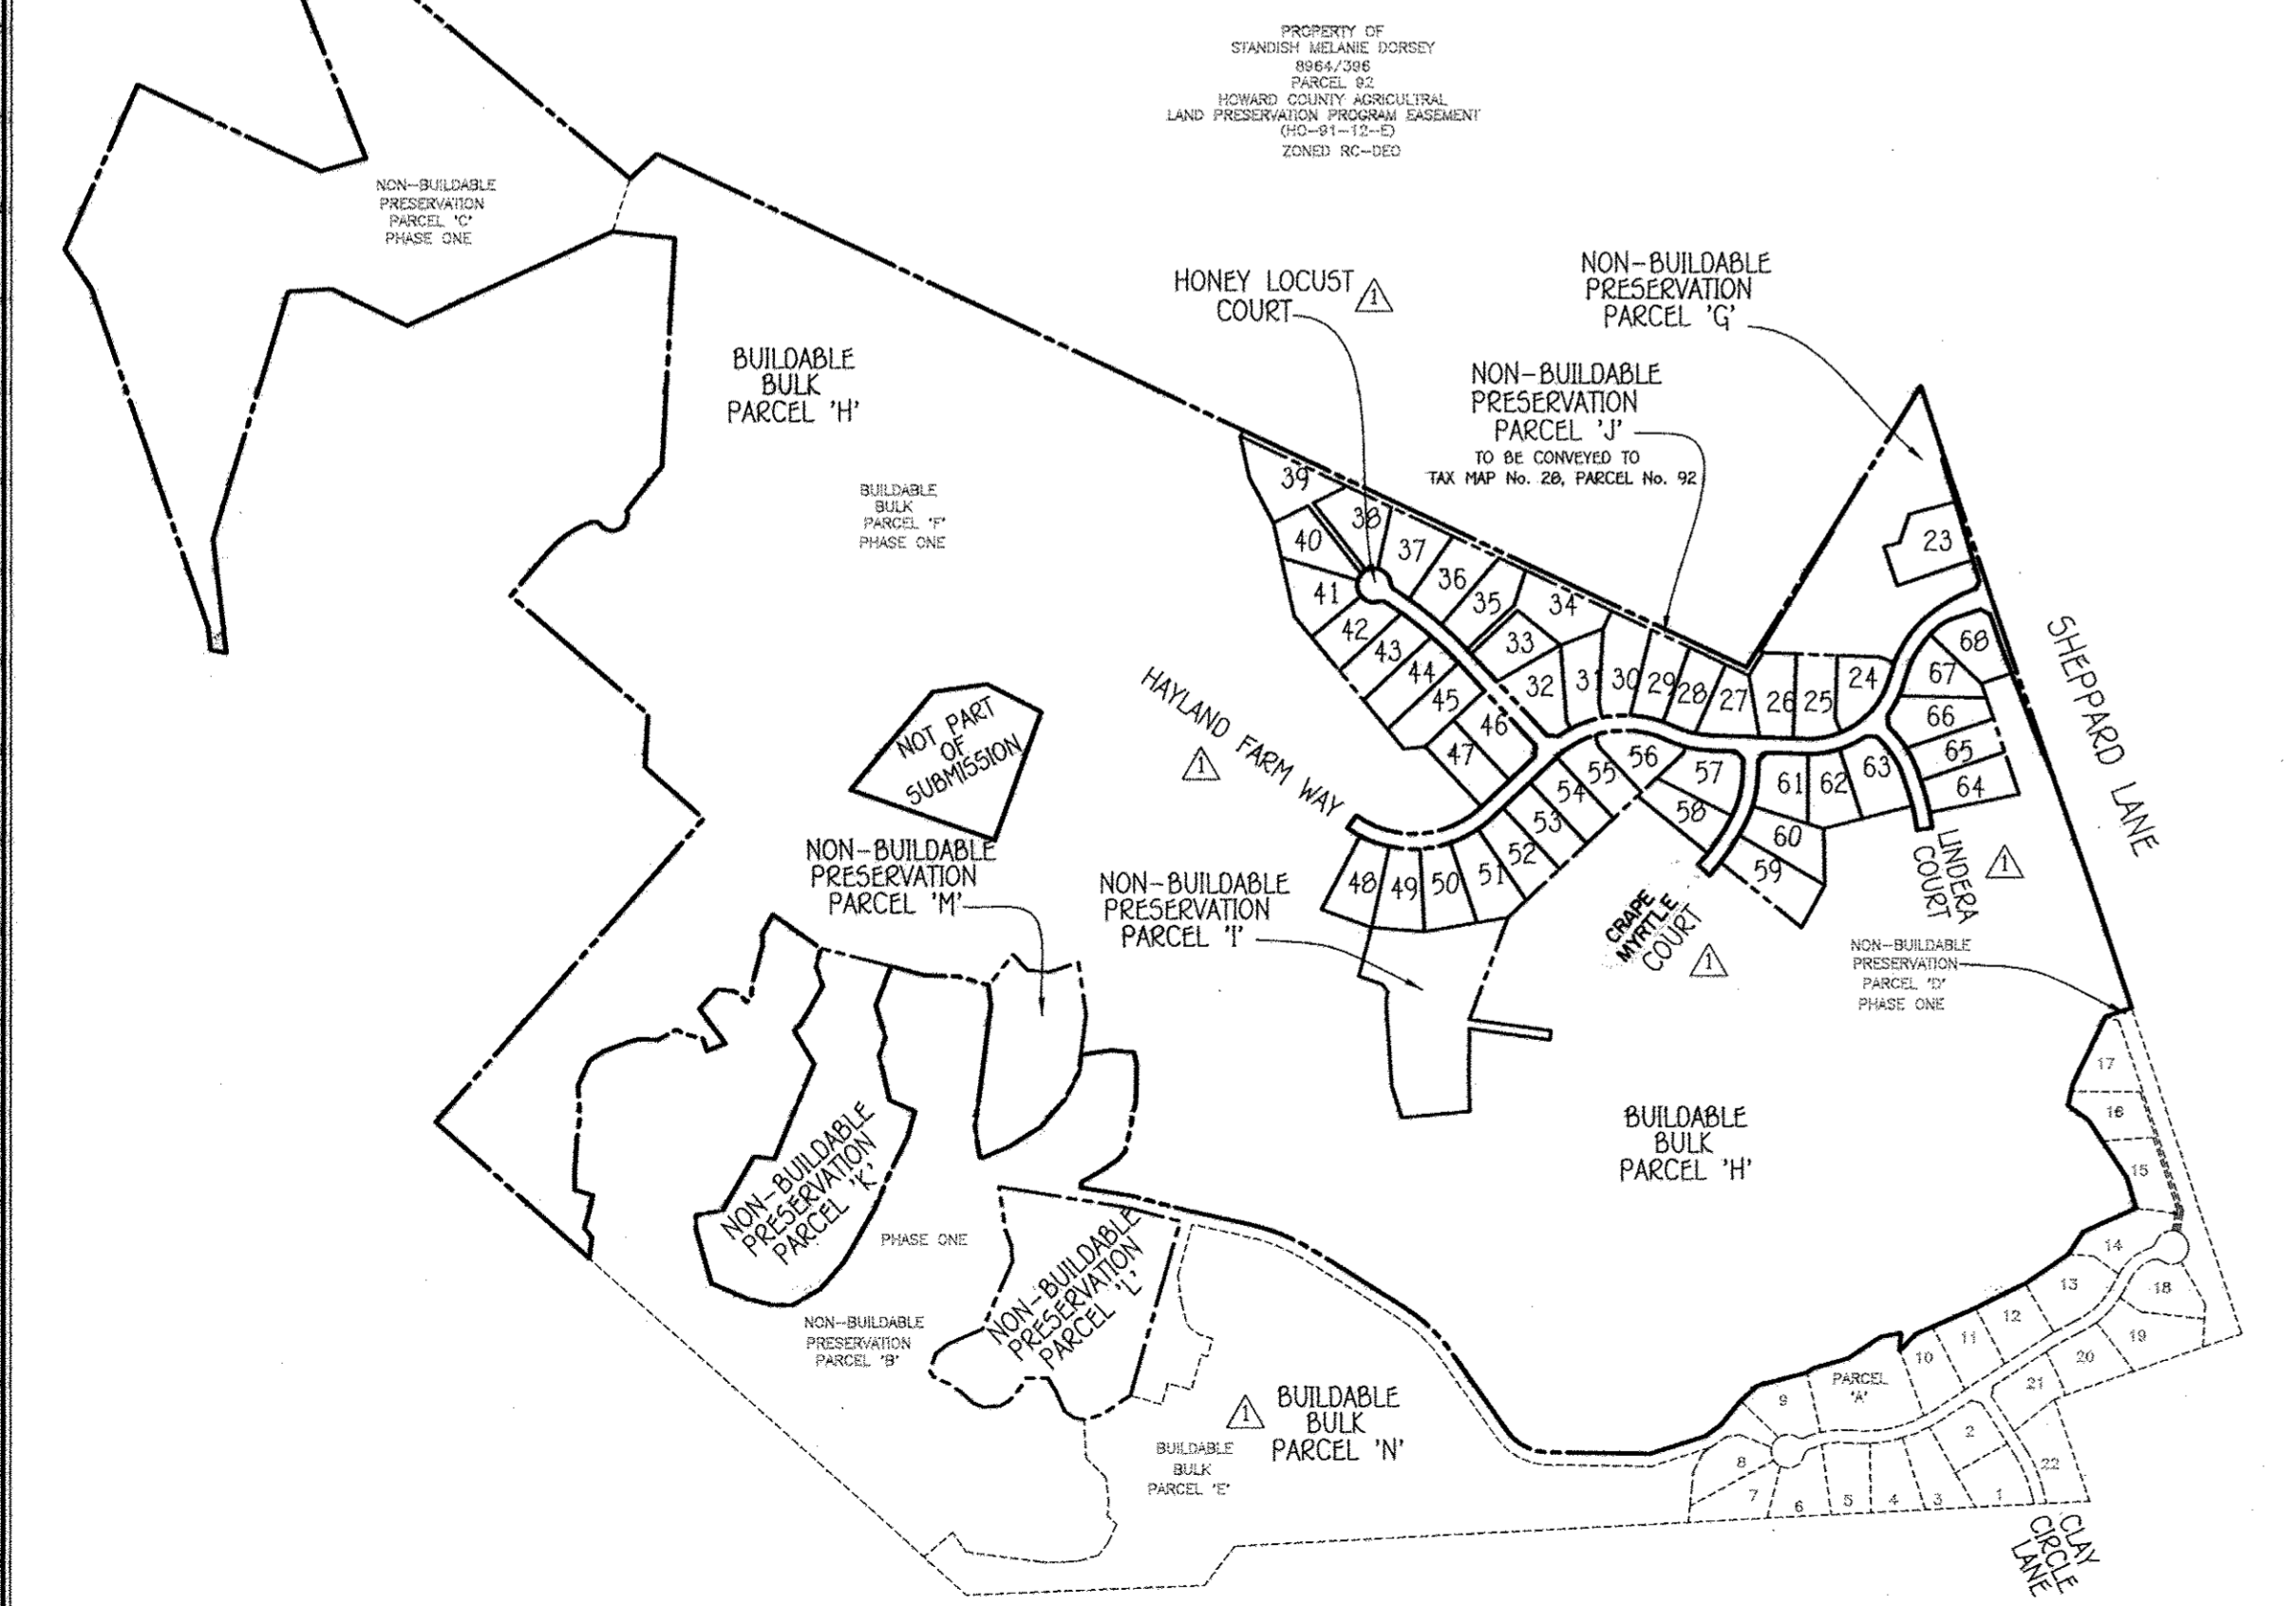 PROPERTY OF
STANDISH MELANIE DORSEY
8964/396
PARCEL 92
HOWARD COUNTY AGRICULTRAL
LAND PRESERVATION PROGRAM EASEMENT
(HO-91-12-E)
ZONED RC-DEO
NON-BUILDABLE
PRESERVATION
PARCEL 'C'
PHASE ONE
HONEY LOCUST
COURT
1
NON-BUILDABLE
PRESERVATION
PARCEL 'G'
BUILDABLE
BULK
PARCEL 'H'
NON-BUILDABLE
PRESERVATION
PARCEL 'J'
TO BE CONVEYED TO
TAX MAP No. 28, PARCEL No. 92
BUILDABLE
BULK
PARCEL 'F'
PHASE ONE
39
38
40
37
36
35
34
33
41
42
43
44
45
46
47
32
31
30
29
28
27
26
25
24
23
68
67
66
65
64
63
62
61
60
59
58
57
56
55
54
53
52
51
50
49
48
SHEPPARD LANE
HAYLAND FARM WAY
1
NOT PART
OF
SUBMISSION
NON-BUILDABLE
PRESERVATION
PARCEL 'M'
NON-BUILDABLE
PRESERVATION
PARCEL 'I'
CRAPE
MYRTLE
COURT
1
LINDERA
COURT
1
NON-BUILDABLE
PRESERVATION
PARCEL 'D'
PHASE ONE
NON-BUILDABLE
PRESERVATION
PARCEL 'K'
BUILDABLE
BULK
PARCEL 'H'
PHASE ONE
NON-BUILDABLE
PRESERVATION
PARCEL 'L'
NON-BUILDABLE
PRESERVATION
PARCEL 'B'
1
BUILDABLE
BULK
PARCEL 'N'
BUILDABLE
BULK
PARCEL 'E'
17
16
15
14
13
12
11
10
PARCEL
'A'
9
8
7
6
5
4
3
2
1
18
19
20
21
22
CLAY
CIRCLE
LANE